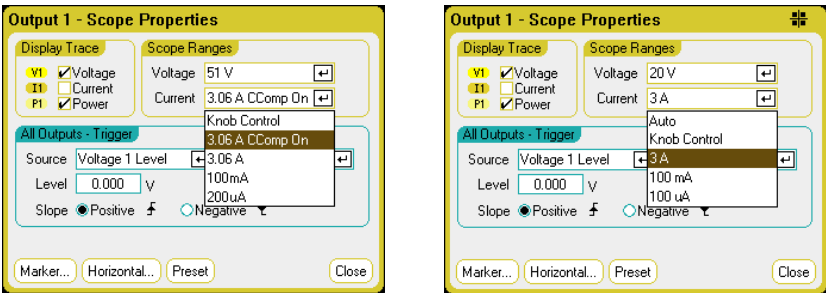 Output 1 - Scope Properties
Display Trace
Scope Ranges
V1 Voltage
I1 Current
P1 Power
Voltage 51 V
Current 3.06 A CComp On
Knob Control
3.06 A CComp On
3.06 A
100mA
200uA
All Outputs - Trigger
Source Voltage 1 Level
Level 0.000 V
Slope Positive Negative
Marker... Horizontal... Preset Close
Output 1 - Scope Properties
Display Trace
Scope Ranges
V1 Voltage
I1 Current
P1 Power
Voltage 20 V
Current 3 A
Auto
Knob Control
3 A
100 mA
100 uA
All Outputs - Trigger
Source Voltage 1 Level
Level 0.000 V
Slope Positive Negative
Marker... Horizontal... Preset Close